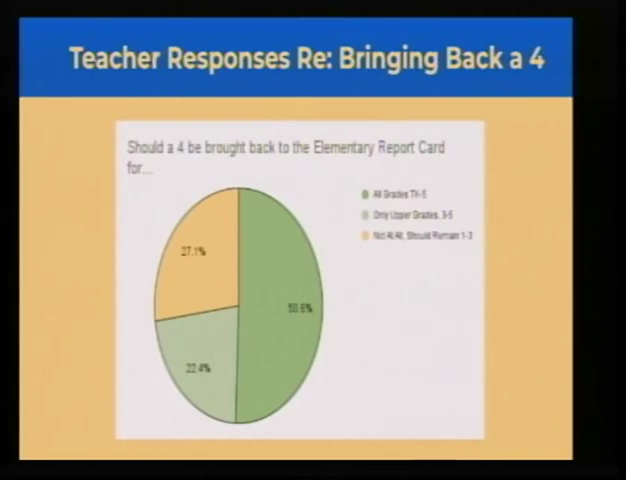 Teacher Responses Re: Bringing Back a 4
Should a 4 be brought back to the Elementary Report Card
for...
All Grades TK-5
Only Upper Grades, 3-5
Not At All, Should Remain 1-3
27.1%
50.6%
22.4%